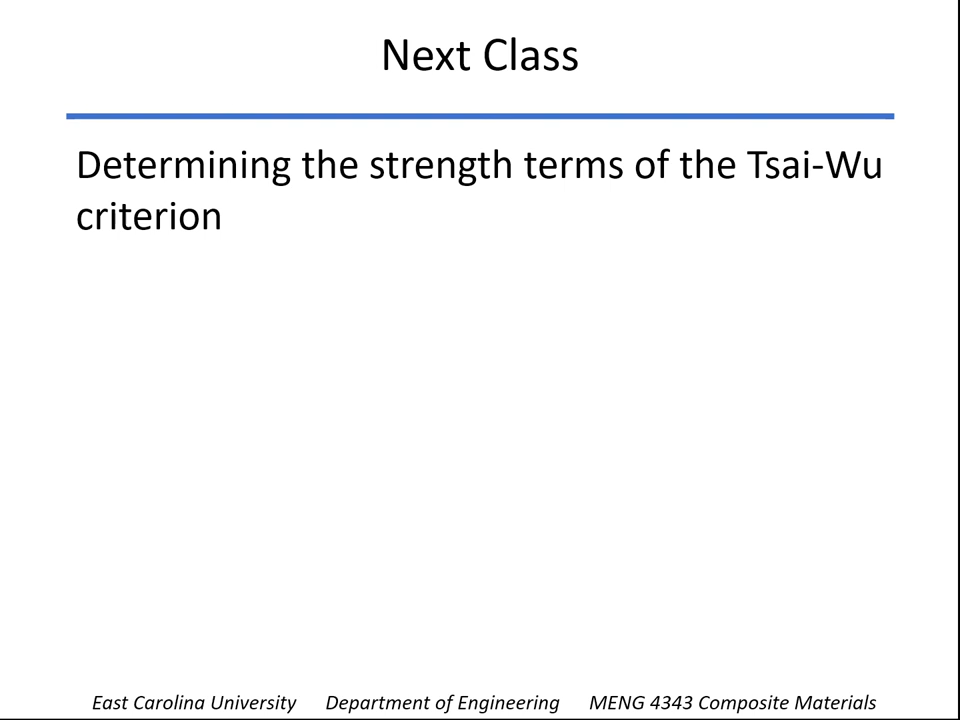 Next Class
Determining the strength terms of the Tsai-Wu
criterion
East Carolina University Department of Engineering MENG 4343 Composite Materials